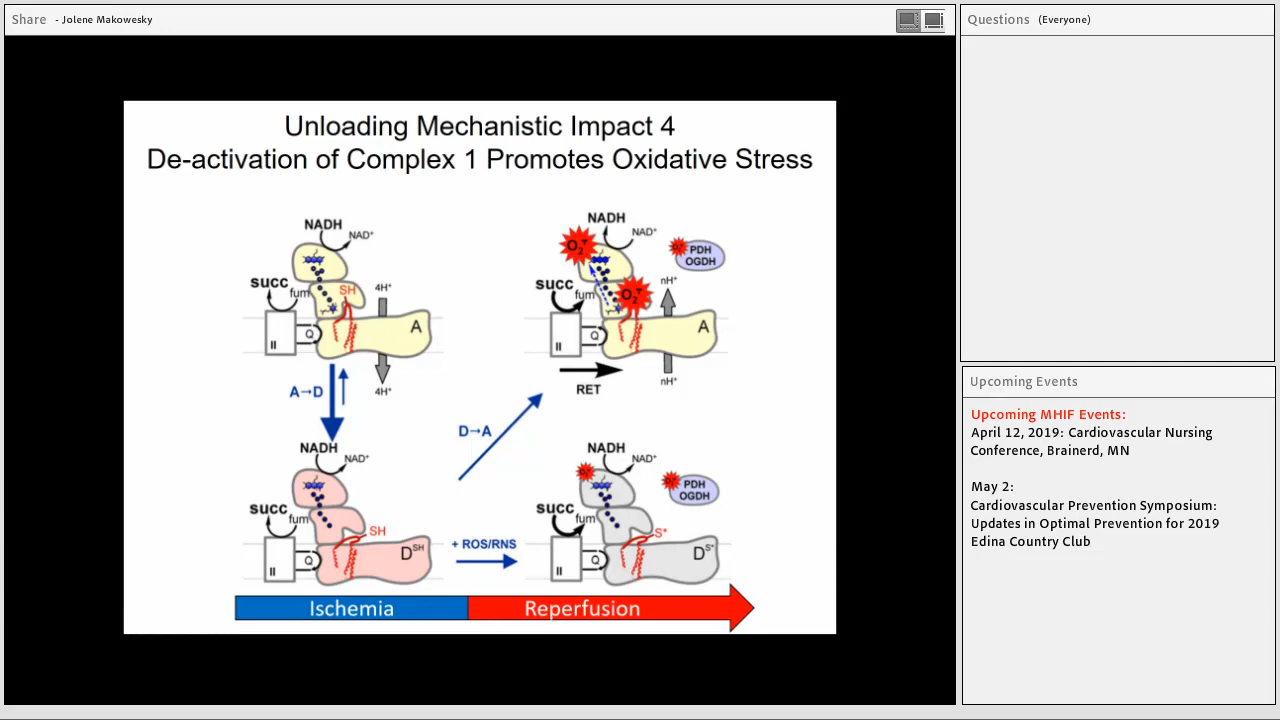 Share - Jolene Makowesky
Unloading Mechanistic Impact 4
De-activation of Complex 1 Promotes Oxidative Stress
NADH
NAD⁺
succ
fum
SH
4H⁺
A
Q
II
4H⁺
A→D
NADH
NAD⁺
O₂
PDH
OGDH
succ
fum
O₂
nH⁺
A
Q
II
nH⁺
RET
D→A
NADH
NAD⁺
succ
fum
SH
Q
D^SH
II
+ ROS/RNS
NADH
NAD⁺
PDH
OGDH
succ
fum
S*
Q
D^S*
II
Ischemia
Reperfusion
Questions (Everyone)
Upcoming Events
Upcoming MHIF Events:
April 12, 2019: Cardiovascular Nursing
Conference, Brainerd, MN
May 2:
Cardiovascular Prevention Symposium:
Updates in Optimal Prevention for 2019
Edina Country Club